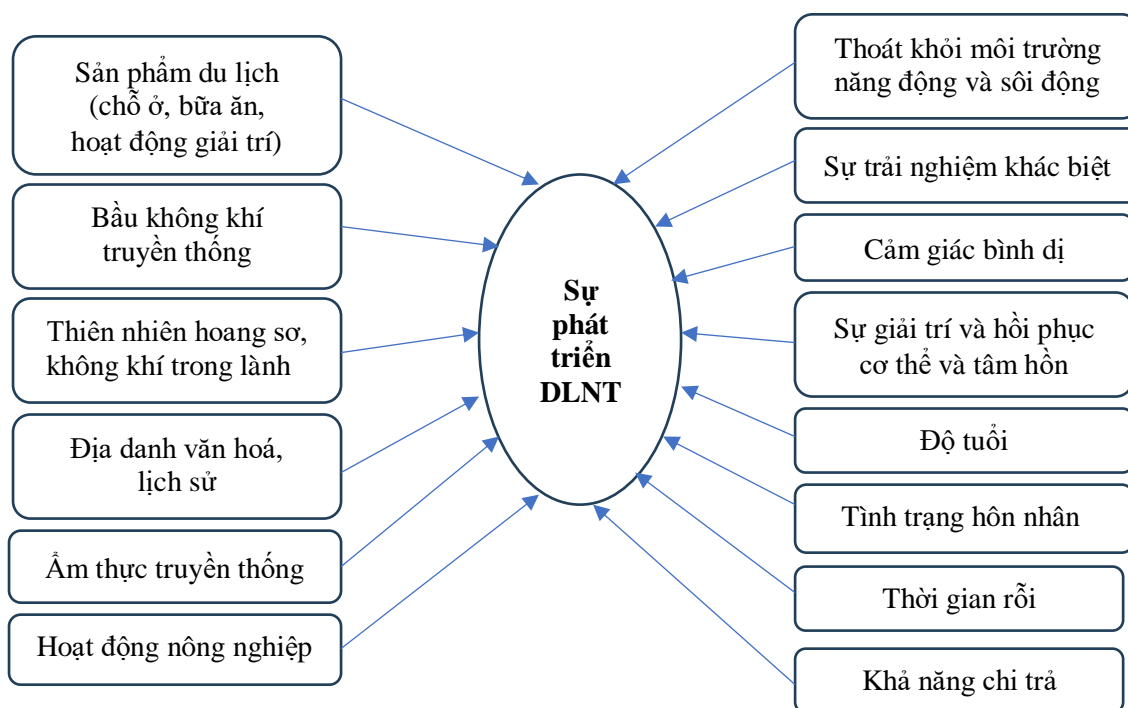 Sản phẩm du lịch
(chỗ ở, bữa ăn,
hoạt động giải trí)
Bầu không khí
truyền thống
Thiên nhiên hoang sơ,
không khí trong lành
Địa danh văn hoá,
lịch sử
Ẩm thực truyền thống
Hoạt động nông nghiệp
Sự
phát
triển
DLNT
Thoát khỏi môi trường
năng động và sôi động
Sự trải nghiệm khác biệt
Cảm giác bình dị
Sự giải trí và hồi phục
cơ thể và tâm hồn
Độ tuổi
Tình trạng hôn nhân
Thời gian rỗi
Khả năng chi trả